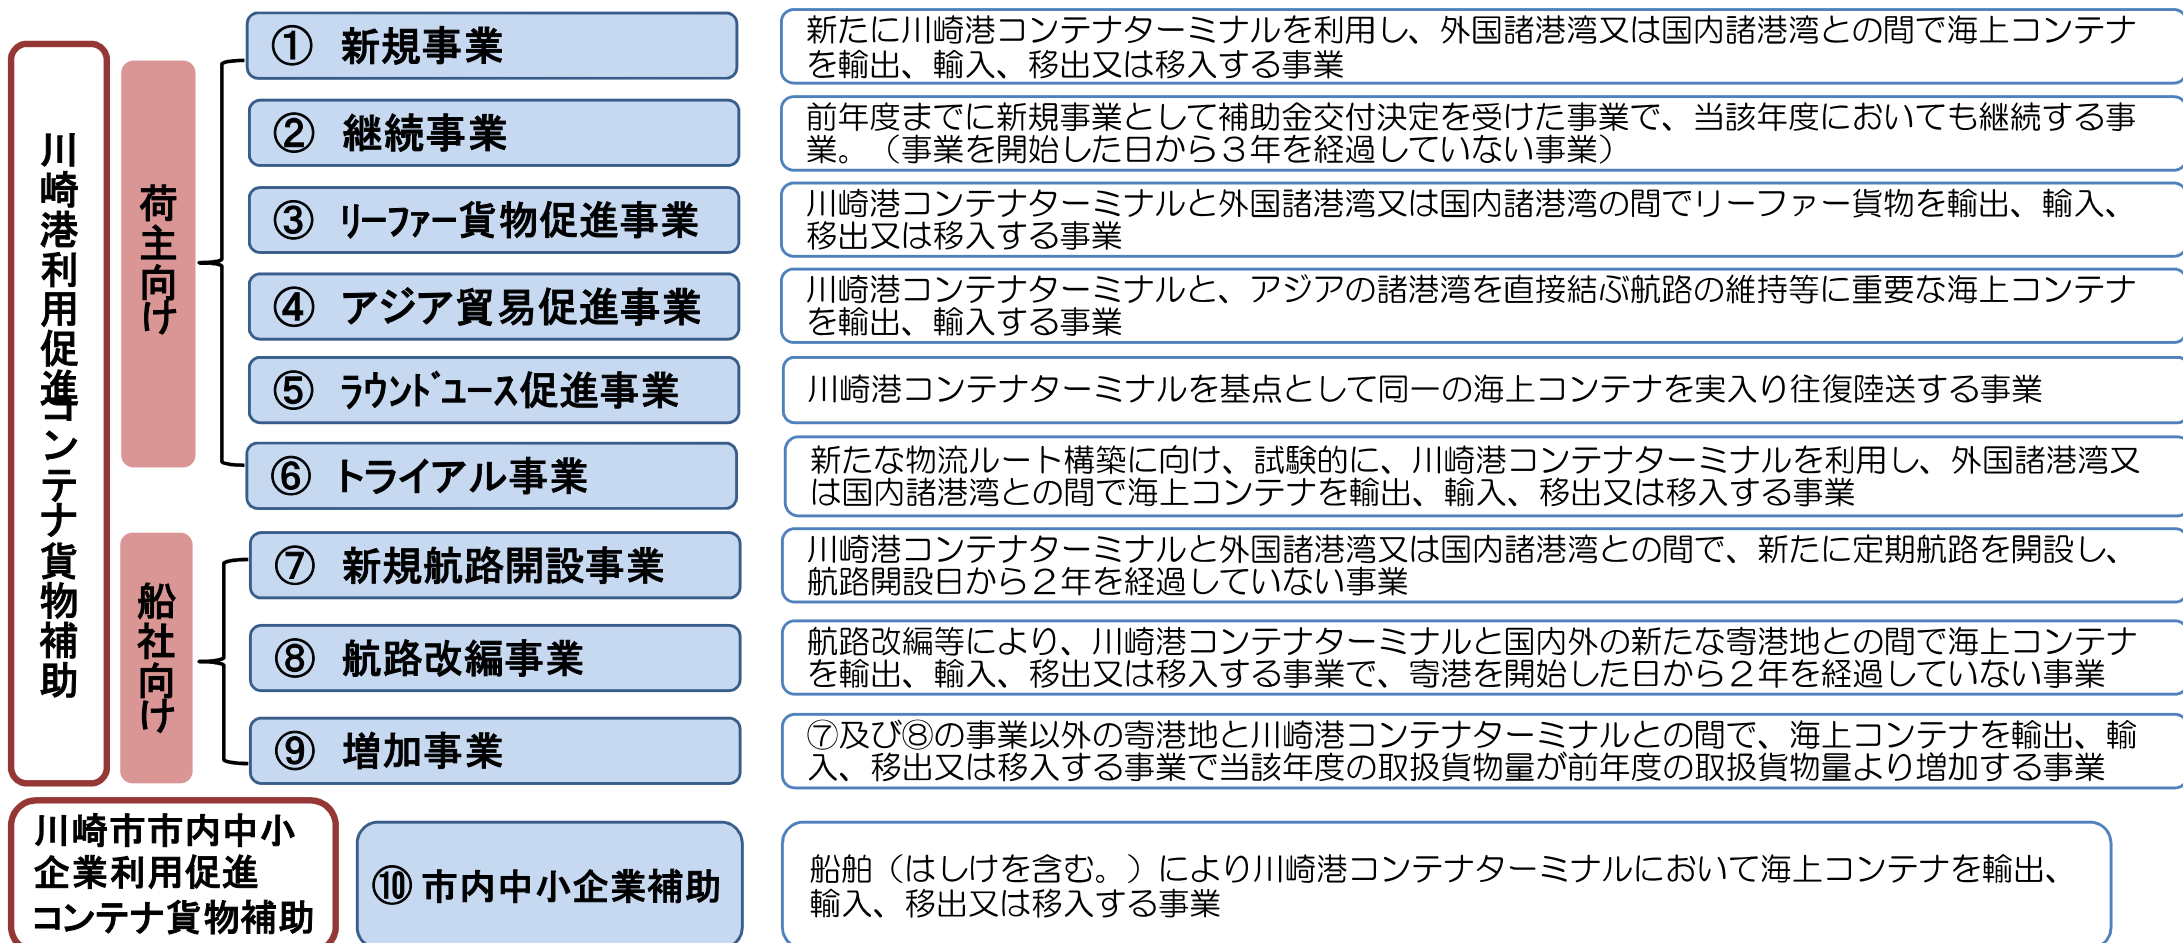 川崎港利用促進コンテナ貨物補助
荷主向け
① 新規事業
新たに川崎港コンテナターミナルを利用し、外国諸港湾又は国内諸港湾との間で海上コンテナ
を輸出、輸入、移出又は移入する事業
② 継続事業
前年度までに新規事業として補助金交付決定を受けた事業で、当該年度においても継続する事
業。（事業を開始した日から３年を経過していない事業）
③ リーファー貨物促進事業
川崎港コンテナターミナルと外国諸港湾又は国内諸港湾の間でリーファー貨物を輸出、輸入、
移出又は移入する事業
④ アジア貿易促進事業
川崎港コンテナターミナルと、アジアの諸港湾を直接結ぶ航路の維持等に重要な海上コンテナ
を輸出、輸入する事業
⑤ ラウンドユース促進事業
川崎港コンテナターミナルを基点として同一の海上コンテナを実入り往復陸送する事業
⑥ トライアル事業
新たな物流ルート構築に向け、試験的に、川崎港コンテナターミナルを利用し、外国諸港湾又
は国内諸港湾との間で海上コンテナを輸出、輸入、移出又は移入する事業
船社向け
⑦ 新規航路開設事業
川崎港コンテナターミナルと外国諸港湾又は国内諸港湾との間で、新たに定期航路を開設し、
航路開設日から２年を経過していない事業
⑧ 航路改編事業
航路改編等により、川崎港コンテナターミナルと国内外の新たな寄港地との間で海上コンテナ
を輸出、輸入、移出又は移入する事業で、寄港を開始した日から２年を経過していない事業
⑨ 増加事業
⑦及び⑧の事業以外の寄港地と川崎港コンテナターミナルとの間で、海上コンテナを輸出、輸
入、移出又は移入する事業で当該年度の取扱貨物量が前年度の取扱貨物量より増加する事業
川崎市市内中小
企業利用促進
コンテナ貨物補助
⑩ 市内中小企業補助
船舶（はしけを含む。）により川崎港コンテナターミナルにおいて海上コンテナを輸出、
輸入、移出又は移入する事業